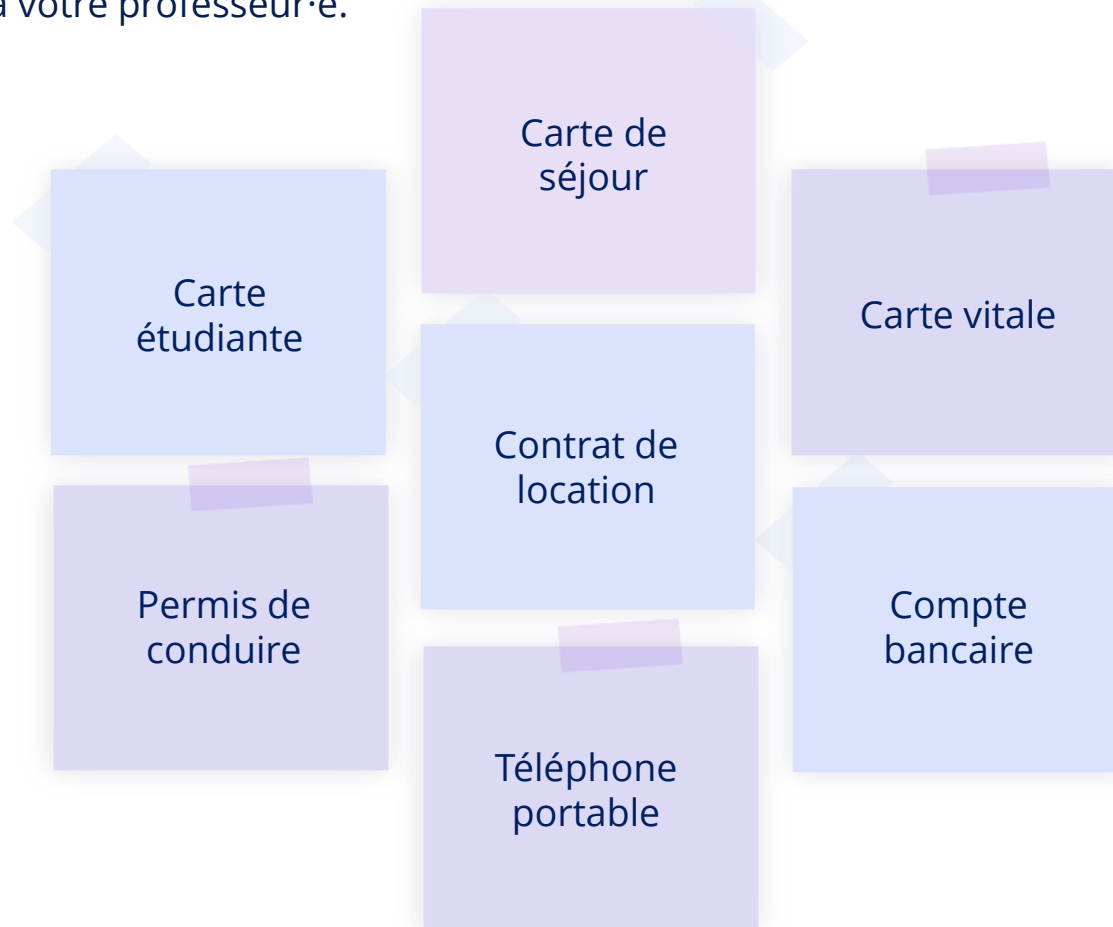 à votre professeur·e.
Carte de
séjour
Carte
étudiante
Carte vitale
Contrat de
location
Permis de
conduire
Compte
bancaire
Téléphone
portable